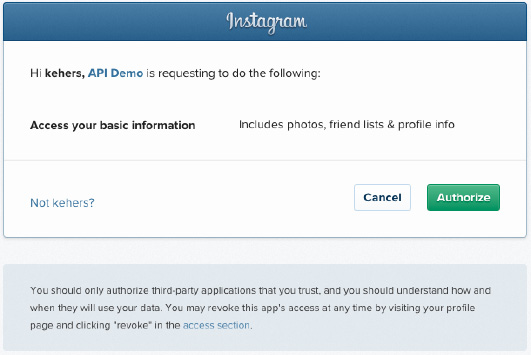 Instagram
Hi kehers, API Demo is requesting to do the following:
Access your basic information Includes photos, friend lists & profile info
Not kehers? Cancel Authorize
You should only authorize third-party applications that you trust, and you should understand how and
when they will use your data. You may revoke this app's access at any time by visiting your profile
page and clicking "revoke" in the access section.